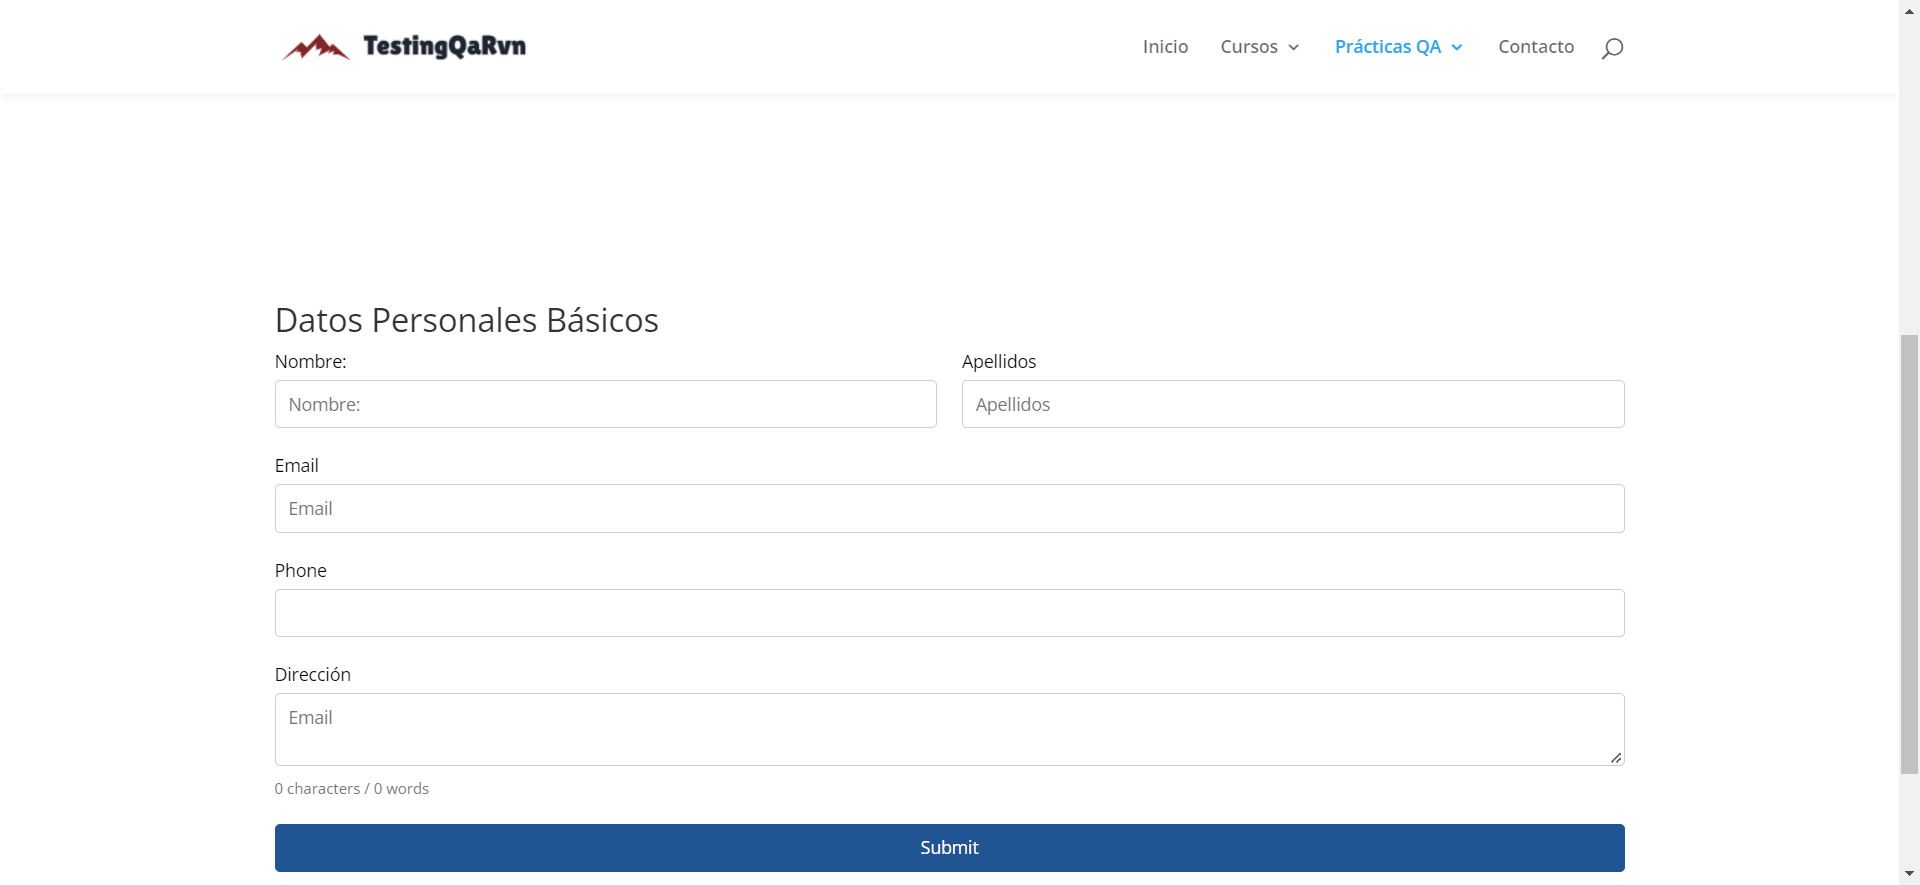 TestingQaRvn
Inicio Cursos Prácticas QA Contacto
Datos Personales Básicos
Nombre: Apellidos
Nombre: Apellidos
Email
Email
Phone
Dirección
Email
0 characters / 0 words
Submit